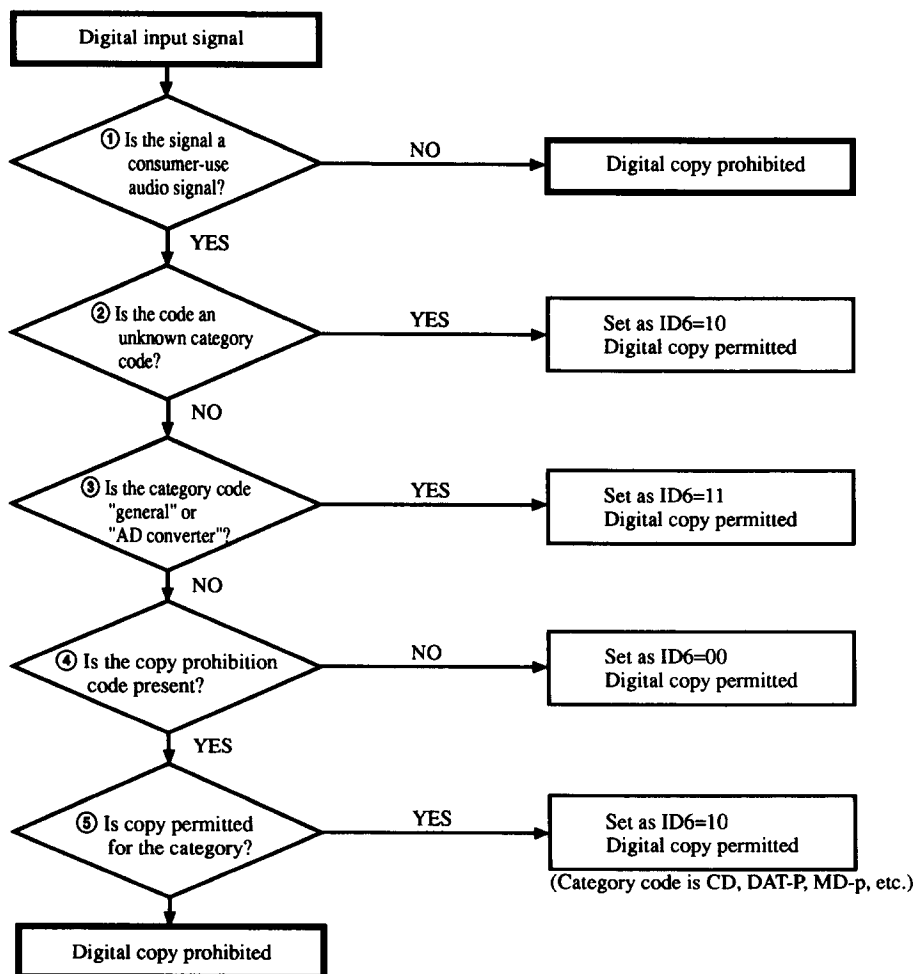 Digital input signal
① Is the signal a
consumer-use
audio signal?
NO
Digital copy prohibited
YES
② Is the code an
unknown category
code?
YES
Set as ID6=10
Digital copy permitted
NO
③ Is the category code
"general" or
"AD converter"?
YES
Set as ID6=11
Digital copy permitted
NO
④ Is the copy prohibition
code present?
NO
Set as ID6=00
Digital copy permitted
YES
⑤ Is copy permitted
for the category?
YES
Set as ID6=10
Digital copy permitted
(Category code is CD, DAT-P, MD-p, etc.)
Digital copy prohibited